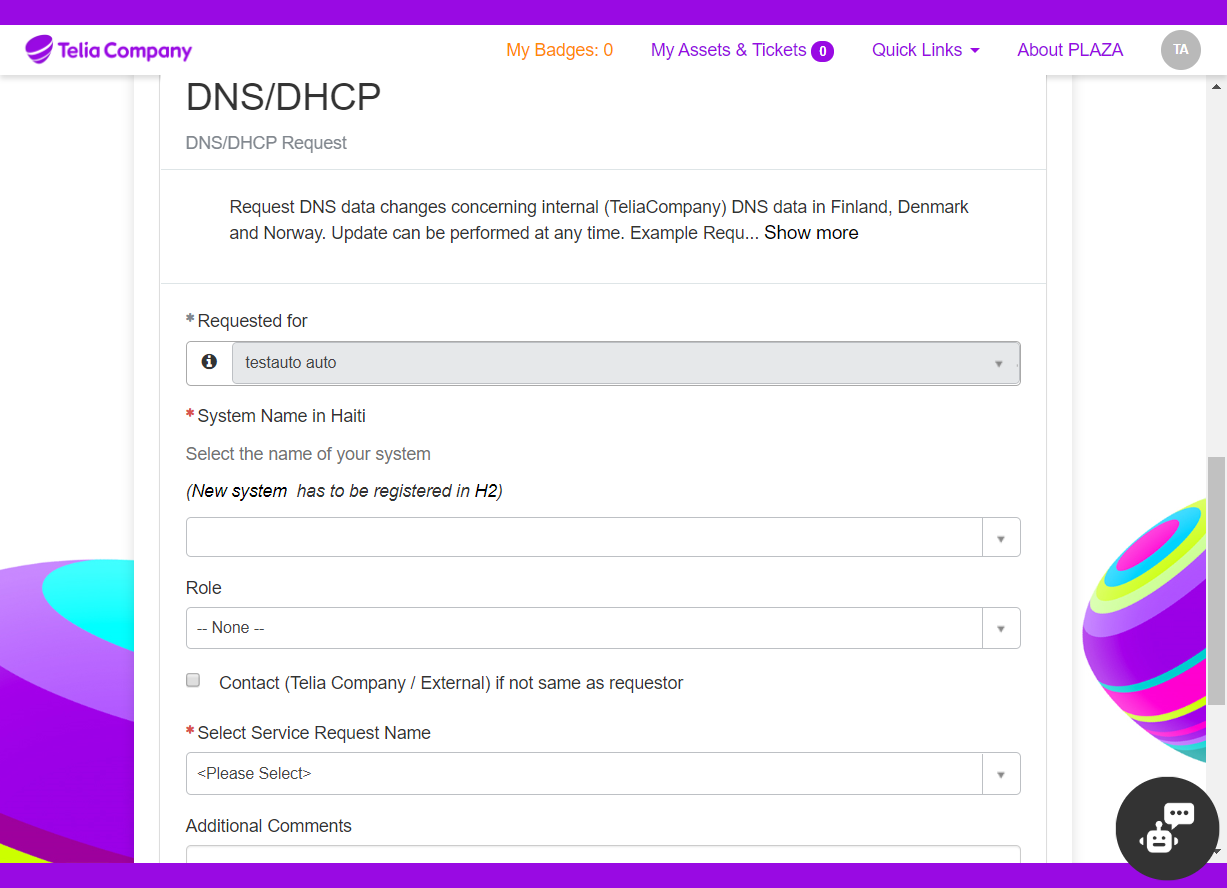 Telia Company
My Badges: 0
My Assets & Tickets 0
Quick Links
About PLAZA
TA
DNS/DHCP
DNS/DHCP Request
Request DNS data changes concerning internal (TeliaCompany) DNS data in Finland, Denmark
and Norway. Update can be performed at any time. Example Requ... Show more
*Requested for
testauto auto
*System Name in Haiti
Select the name of your system
(New system has to be registered in H2)
Role
-- None --
Contact (Telia Company / External) if not same as requestor
*Select Service Request Name
<Please Select>
Additional Comments